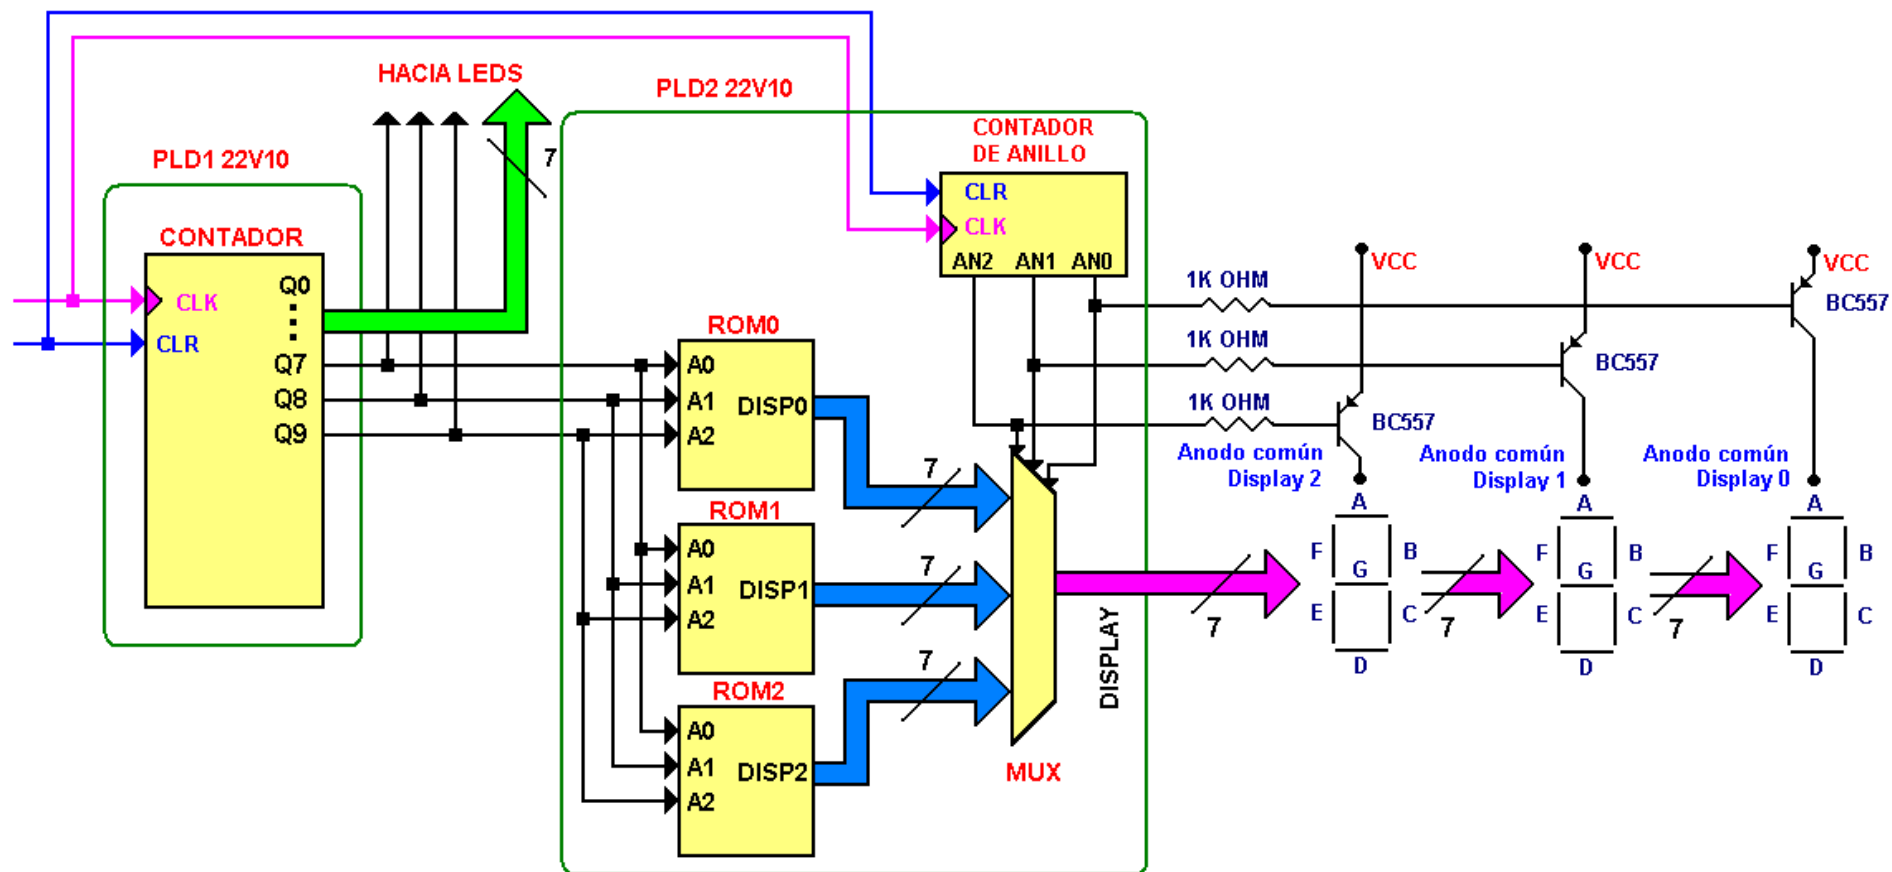 HACIA LEDS
7
PLD1 22V10
CONTADOR
CLK
CLR
Q0
Q7
Q8
Q9
PLD2 22V10
CONTADOR
DE ANILLO
CLR
CLK
AN2 AN1 AN0
ROM0
A0
A1
A2
DISP0
7
ROM1
A0
A1
A2
DISP1
7
ROM2
A0
A1
A2
DISP2
7
MUX
DISPLAY
7
1K OHM
1K OHM
1K OHM
VCC
BC557
VCC
BC557
VCC
BC557
Anodo común
Display 2
A
F
B
G
E
C
D
7
Anodo común
Display 1
A
F
B
G
E
C
D
7
Anodo común
Display 0
A
F
B
G
E
C
D